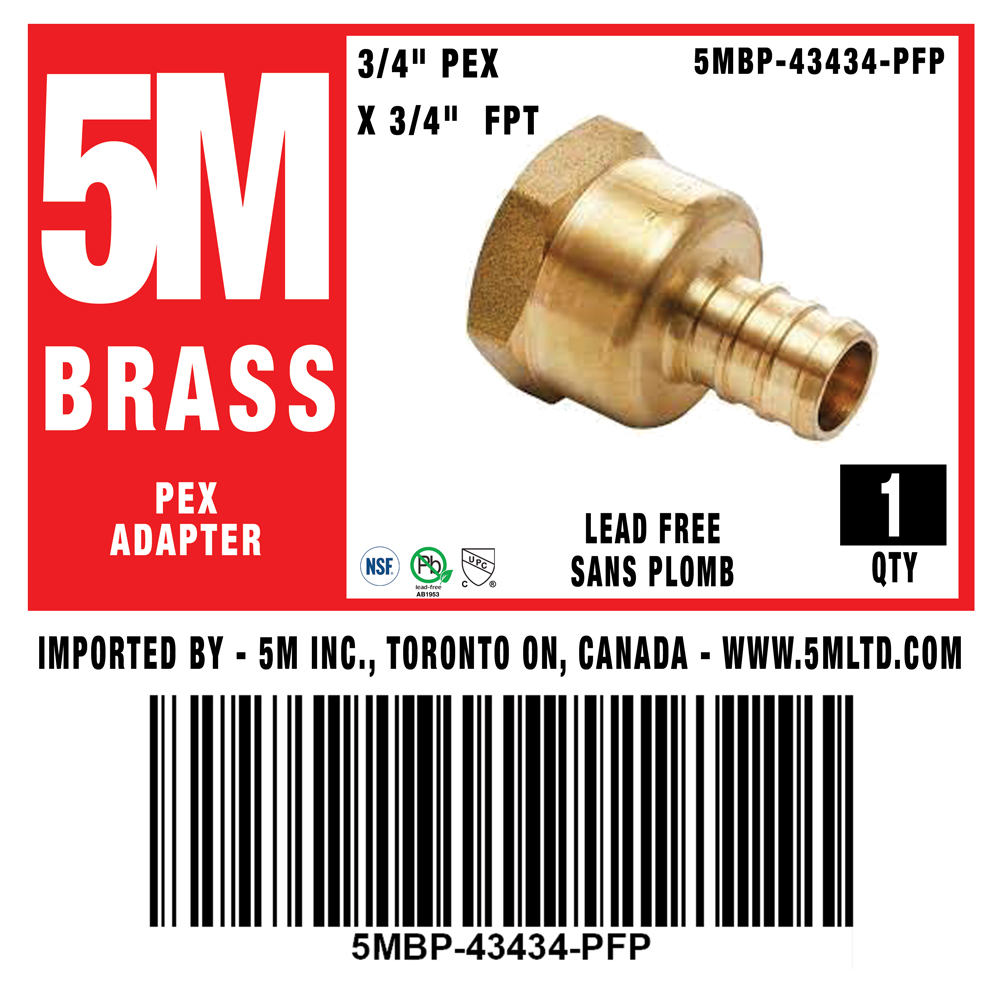 5M
BRASS
PEX
ADAPTER
3/4" PEX
X 3/4" FPT
5MBP-43434-PFP
1
QTY
LEAD FREE
SANS PLOMB
NSF.
Pb
lead-free
AB1953
UPC
C ®
IMPORTED BY - 5M INC., TORONTO ON, CANADA - WWW.5MLTD.COM
5MBP-43434-PFP